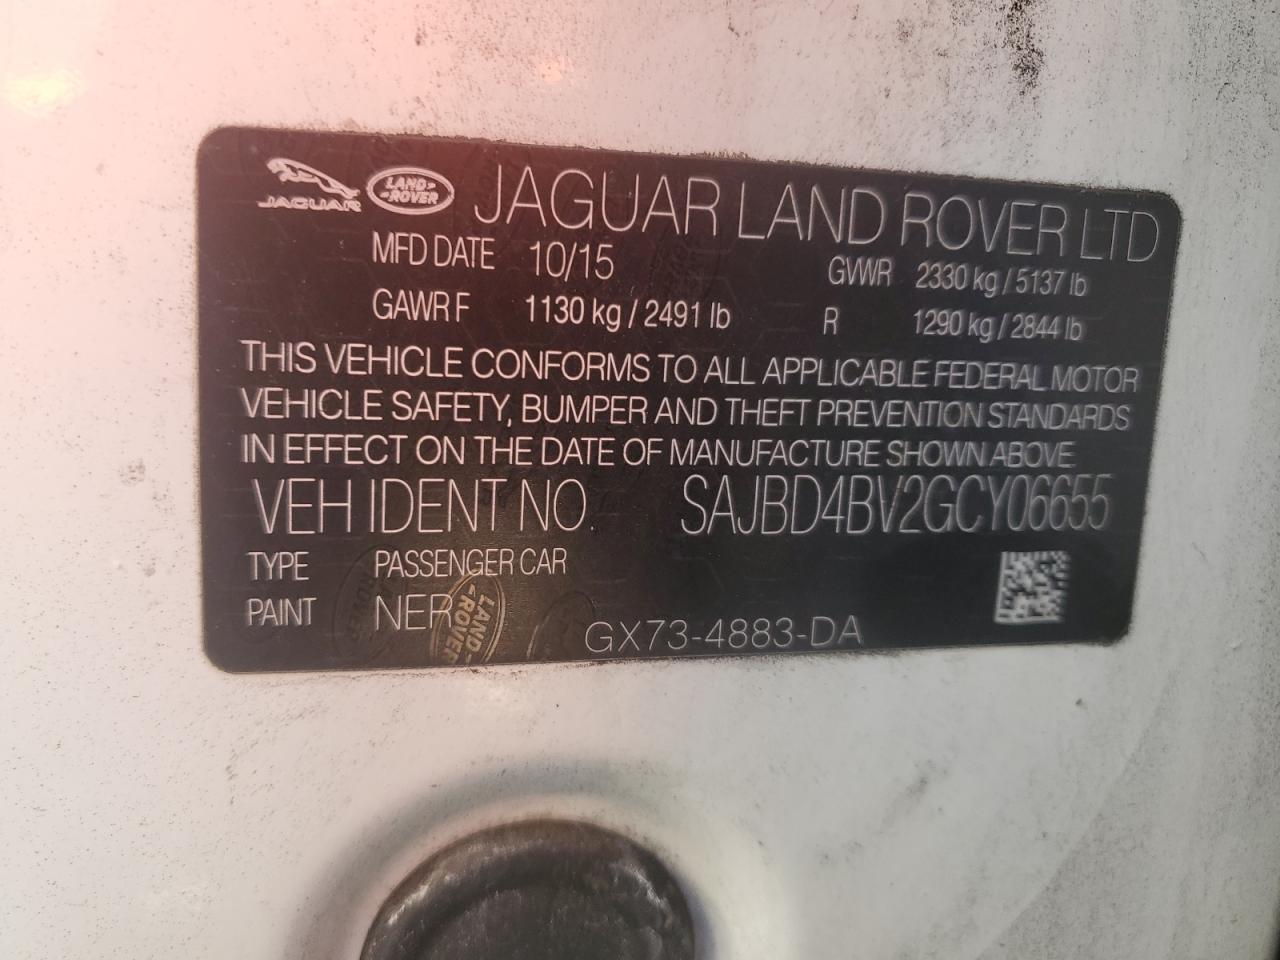 JAGUAR LAND ROVER JAGUAR LAND ROVER LTD
MFD DATE 10/15 GVWR 2330 kg / 5137 lb
GAWR F 1130 kg / 2491 lb R 1290 kg / 2844 lb
THIS VEHICLE CONFORMS TO ALL APPLICABLE FEDERAL MOTOR
VEHICLE SAFETY, BUMPER AND THEFT PREVENTION STANDARDS
IN EFFECT ON THE DATE OF MANUFACTURE SHOWN ABOVE
VEH IDENT NO. SAJBD4BV2GCY06655
TYPE PASSENGER CAR
PAINT NER
LAND ROVER
GX73-4883-DA